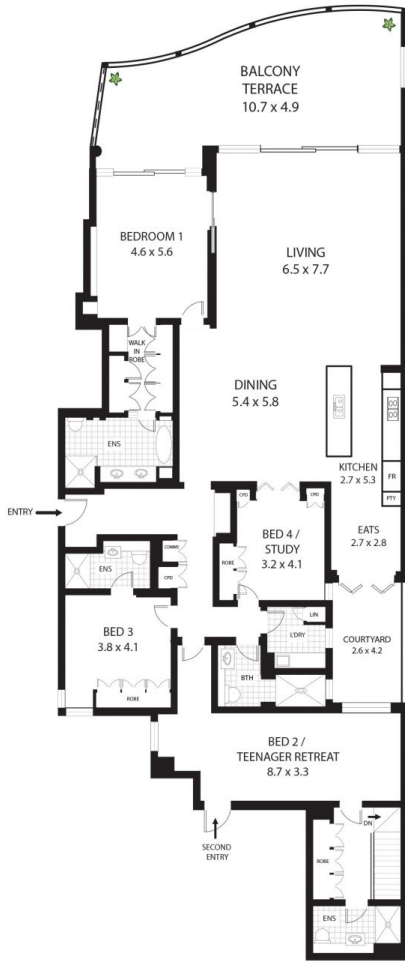 BALCONY
TERRACE
10.7 x 4.9
BEDROOM 1
4.6 x 5.6
LIVING
6.5 x 7.7
WALK
IN
ROBE
DINING
5.4 x 5.8
ENS
KITCHEN
2.7 x 5.3
FR
PTY
ENTRY
CPD
CPD
BED 4 /
STUDY
3.2 x 4.1
EATS
2.7 x 2.8
COMMS
CPD
ROBE
ENS
LIN
L'DRY
BED 3
3.8 x 4.1
COURTYARD
2.6 x 4.2
BTH
ROBE
BED 2 /
TEENAGER RETREAT
8.7 x 3.3
SECOND
ENTRY
DN
ROBE
ENS